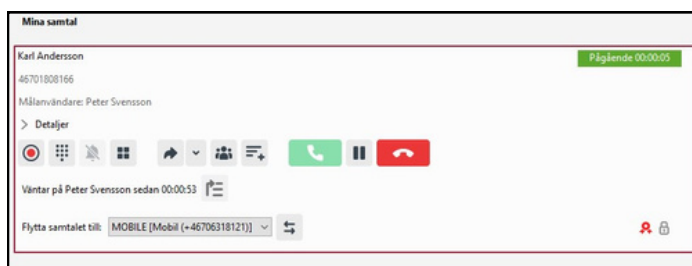 Mina samtal
Karl Andersson
Pågående 00:00:05
46701808166
Målanvändare: Peter Svensson
Detaljer
Väntar på Peter Svensson sedan 00:00:53
Flytta samtalet till: MOBILE [Mobil (+46706318121)]